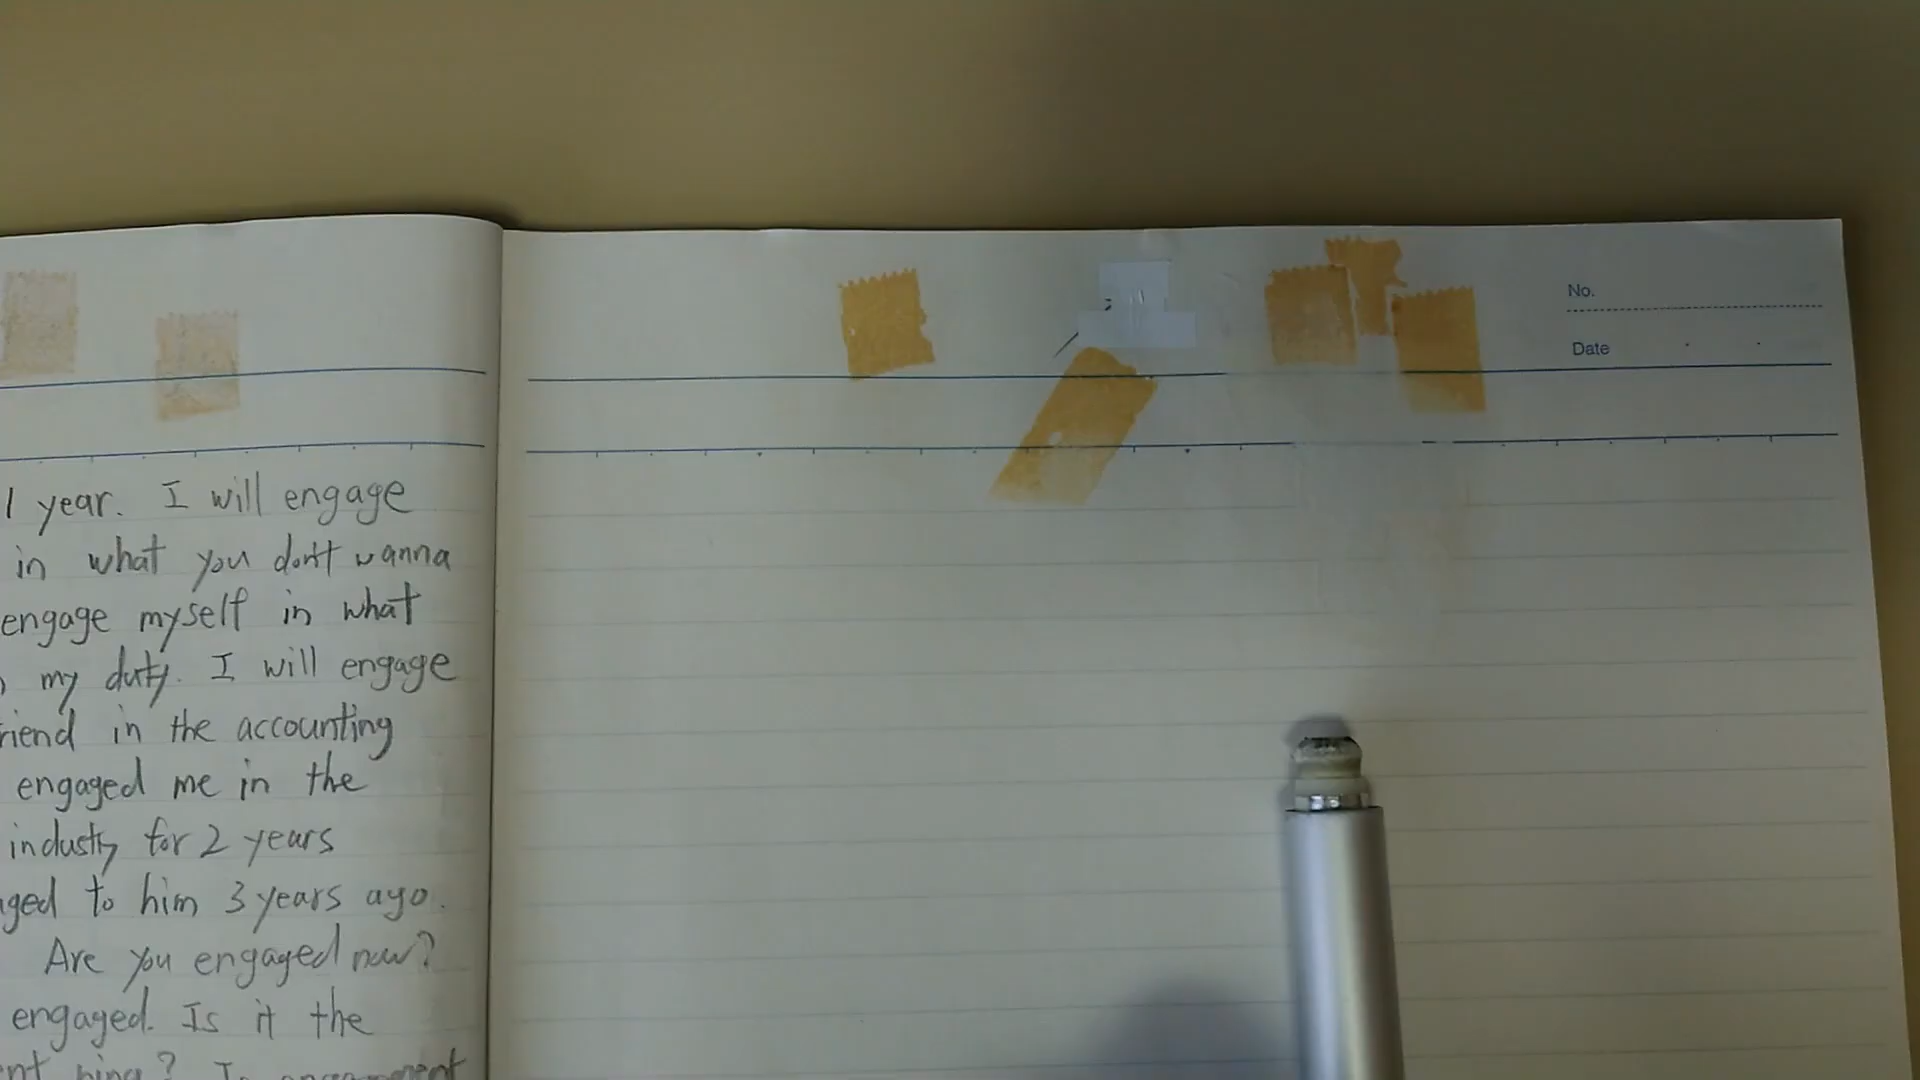 1 year. I will engage
in what you don't wanna
engage myself in what
my duty. I will engage
in the accounting
engaged me in the
industry for 2 years
to him 3 years ago.
Are you engaged now?
engaged. Is it the
No.
Date